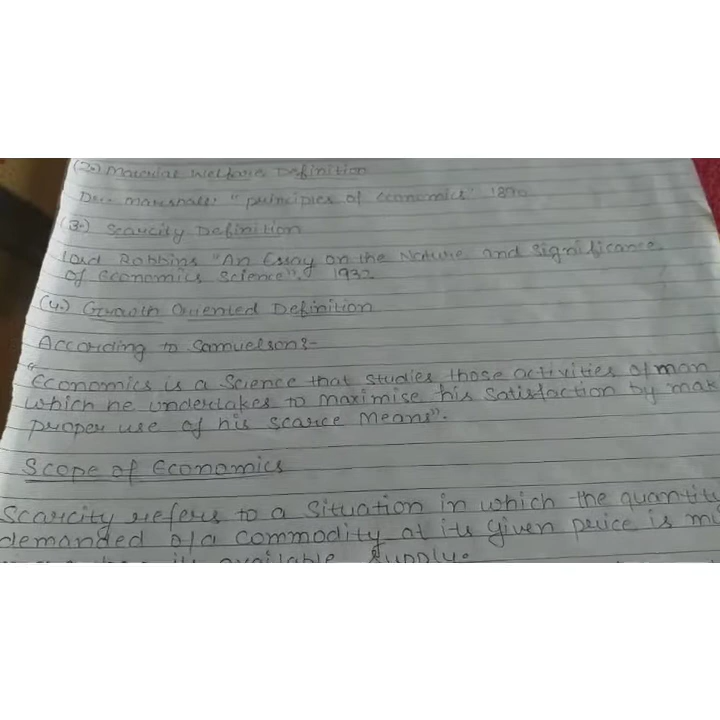 (2.) Material Welfare Definition
marshall: "principles of economics" 1890
(3.) Scarcity Definition
Load Robbins "An Essay on the Nature and Significance
of Economics Science", 1932
(4.) Growth Oriented Definition
According to Samuelson:-
"Economics is a Science that studies those activities of man
which he undertakes to maximise his Satisfaction by mak
proper use of his scarce Means".
Scope of Economics
Scarcity refers to a Situation in which the quantity
demanded of a commodity at its given price is
available Supply.